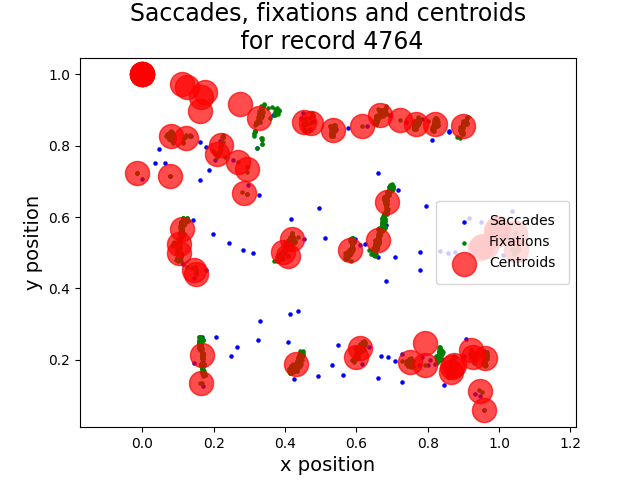 Saccades, fixations and centroids
for record 4764
1.0
0.8
0.6
0.4
0.2
y position
Saccades
Fixations
Centroids
0.0
0.2
0.4
0.6
0.8
1.0
1.2
x position